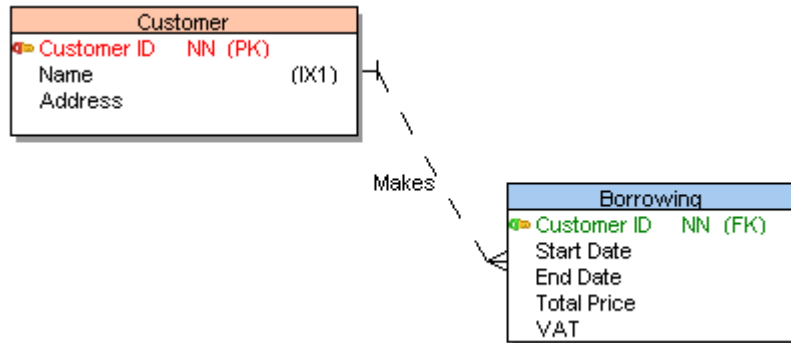 Customer
Customer ID NN (PK)
Name (IX1)
Address
Makes
Borrowing
Customer ID NN (FK)
Start Date
End Date
Total Price
VAT